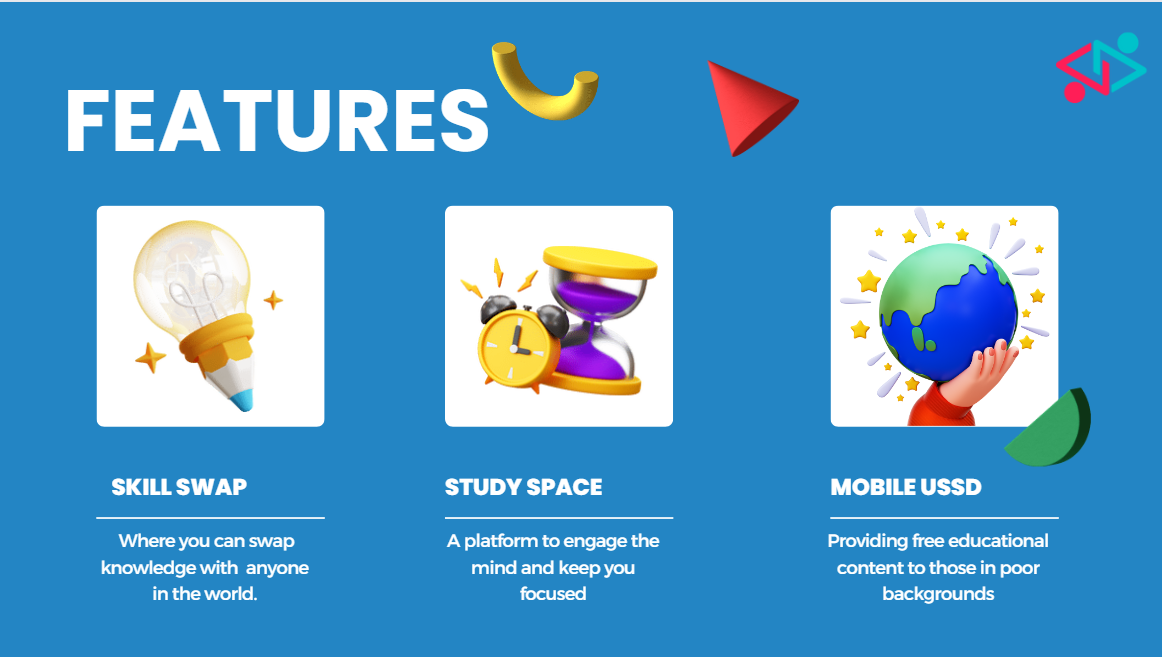 FEATURES
SKILL SWAP
Where you can swap
knowledge with  anyone
in the world.
STUDY SPACE
A platform to engage the
mind and keep you
focused
MOBILE USSD
Providing free educational
content to those in poor
backgrounds